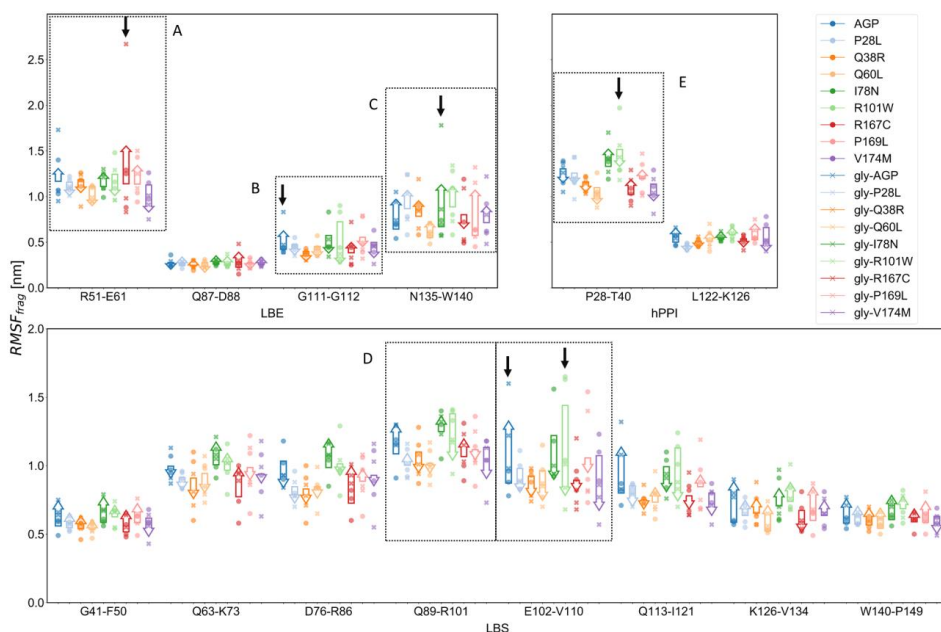 A
B
C
E
2.5
2.0
1.5
1.0
0.5
0.0
R51-E61 Q87-D88 G111-G112 N135-W140
LBE
P28-T40 L122-K126
hPPI
AGP
P28L
Q38R
Q60L
I78N
R101W
R167C
P169L
V174M
gly-AGP
gly-P28L
gly-Q38R
gly-Q60L
gly-I78N
gly-R101W
gly-R167C
gly-P169L
gly-V174M
RMSF_frag [nm]
D
2.0
1.5
1.0
0.5
0.0
G41-F50 Q63-K73 D76-R86 Q89-R101 E102-V110 Q113-I121 K126-V134 W140-P149
LBS